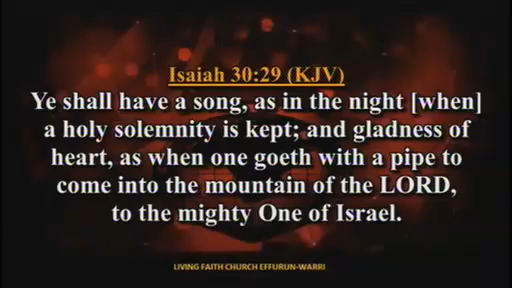 Isaiah 30:29 (KJV)
Ye shall have a song, as in the night [when]
a holy solemnity is kept; and gladness of
heart, as when one goeth with a pipe to
come into the mountain of the LORD,
to the mighty One of Israel.
LIVING FAITH CHURCH EFFURUN-WARRI